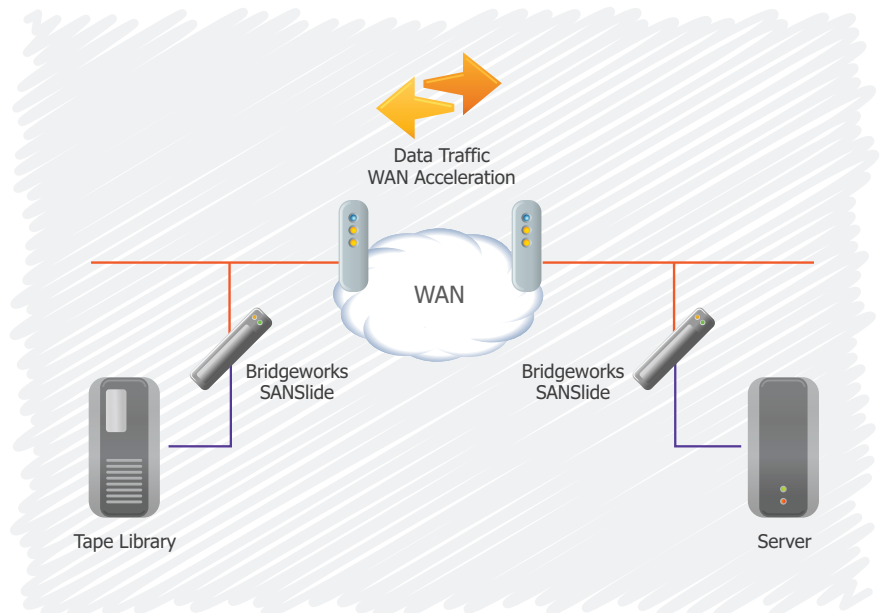 Data Traffic
WAN Acceleration
WAN
Bridgeworks
SANSlide
Bridgeworks
SANSlide
Tape Library
Server